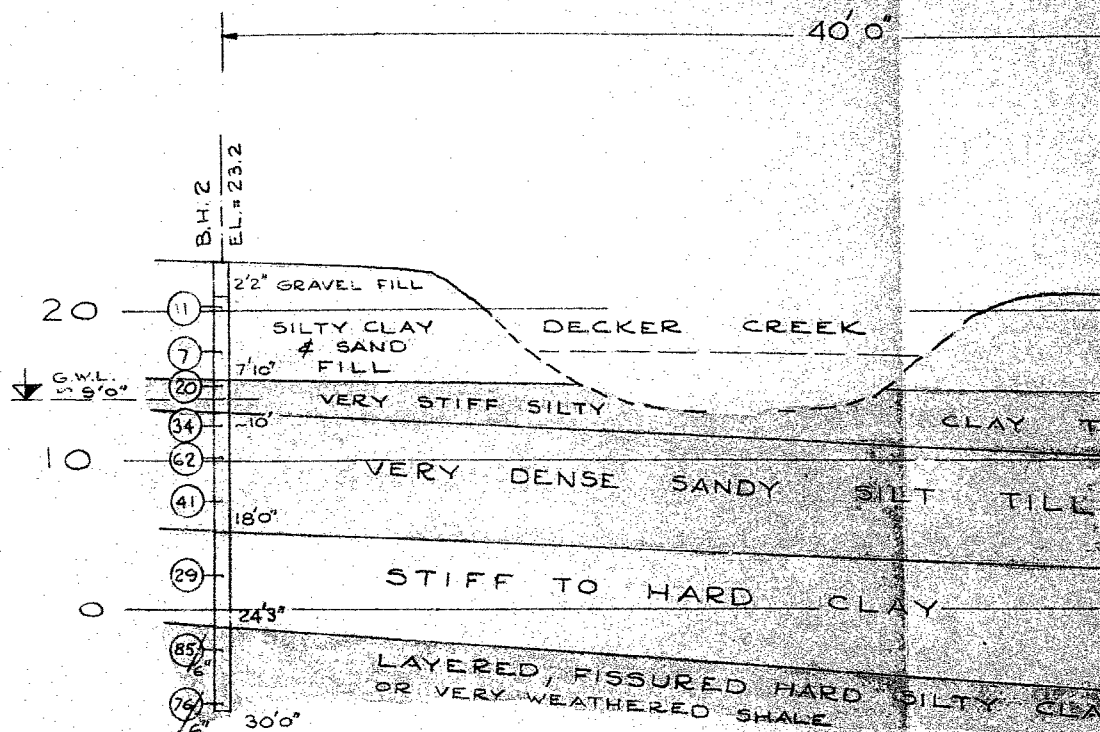 40'0"
B.H. 2
EL. = 23.2
2'2" GRAVEL FILL
20
11
SILTY CLAY
& SAND
FILL
DECKER CREEK
7
7'10"
G.W.L.
~ 9'0"
20
VERY STIFF SILTY CLAY T
34
~10'
62
10
VERY DENSE SANDY SILT TILL
41
18'0"
29
STIFF TO HARD CLAY
0
24'3"
85/6"
LAYERED, FISSURED HARD SILTY CLA
OR VERY WEATHERED SHALE
76/6"
30'0"